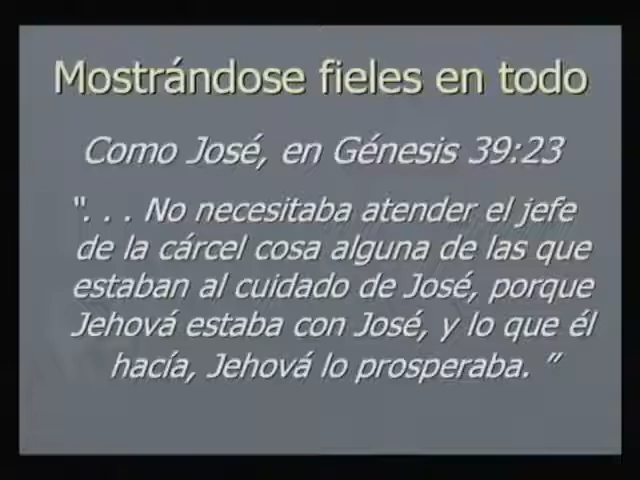 Mostrándose fieles en todo
Como José, en Génesis 39:23
“. . . No necesitaba atender el jefe
de la cárcel cosa alguna de las que
estaban al cuidado de José, porque
Jehová estaba con José, y lo que él
hacía, Jehová lo prosperaba. ”